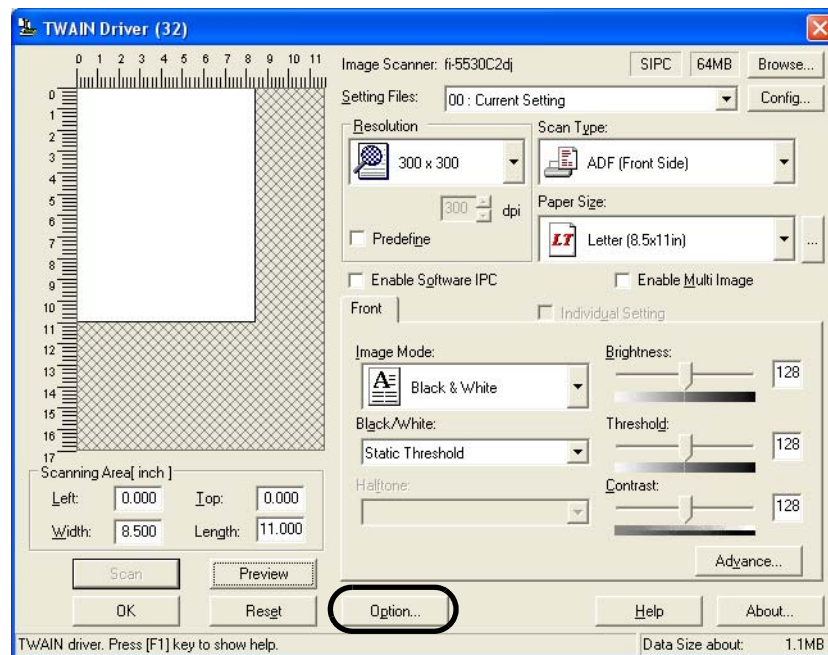 TWAIN Driver (32)
0 1 2 3 4 5 6 7 8 9 10 11
0
1
2
3
4
5
6
7
8
9
10
11
12
13
14
15
16
17
Image Scanner: fi-5530C2dj SIPC 64MB Browse...
Setting Files: 00 : Current Setting Config...
Resolution
300 x 300
300 dpi
Predefine
Scan Type:
ADF (Front Side)
Paper Size:
LT Letter (8.5x11in) ...
Enable Software IPC Enable Multi Image
Front Individual Setting
Image Mode:
A Black & White
Black/White:
Static Threshold
Halftone:
Brightness:
128
Threshold:
128
Contrast:
128
Advance...
Scanning Area[ inch ]
Left: 0.000 Top: 0.000
Width: 8.500 Length: 11.000
Scan Preview
OK Reset Option... Help About...
TWAIN driver. Press [F1] key to show help. Data Size about: 1.1MB